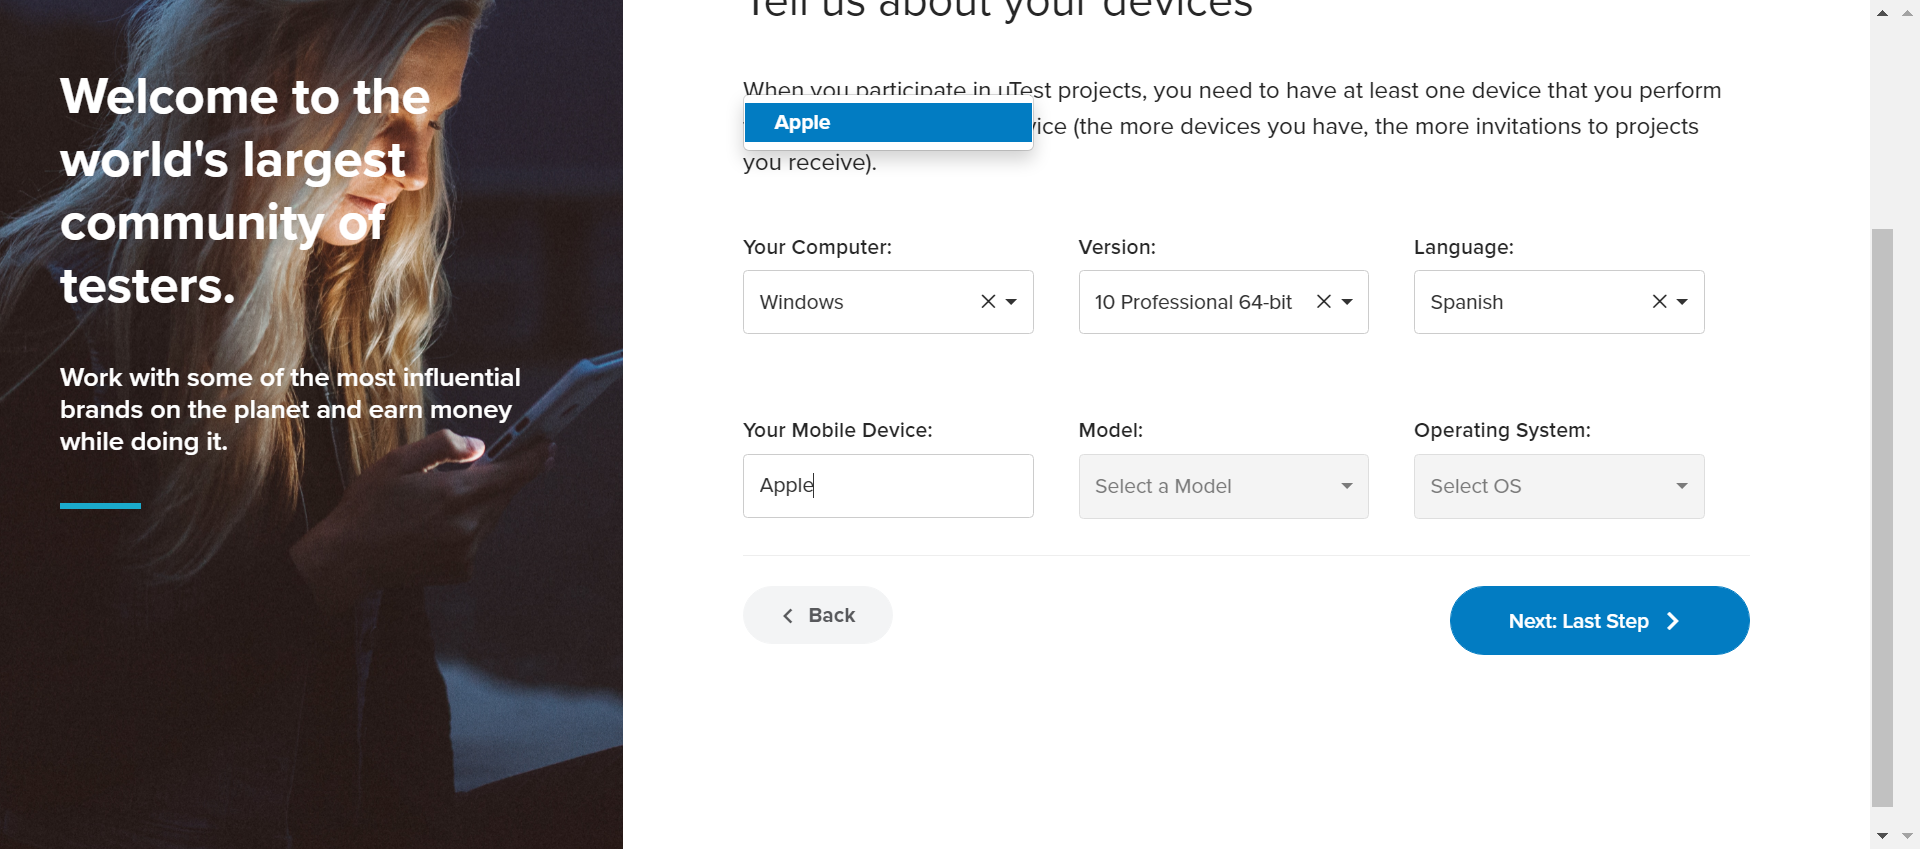 Welcome to the
world's largest
community of
testers.
Work with some of the most influential
brands on the planet and earn money
while doing it.
Tell us about your devices
When you participate in uTest projects, you need to have at least one device that you perform
(the more devices you have, the more invitations to projects
you receive).
Apple
Your Computer:
Version:
Language:
Windows
10 Professional 64-bit
Spanish
Your Mobile Device:
Model:
Operating System:
Apple
Select a Model
Select OS
Back
Next: Last Step